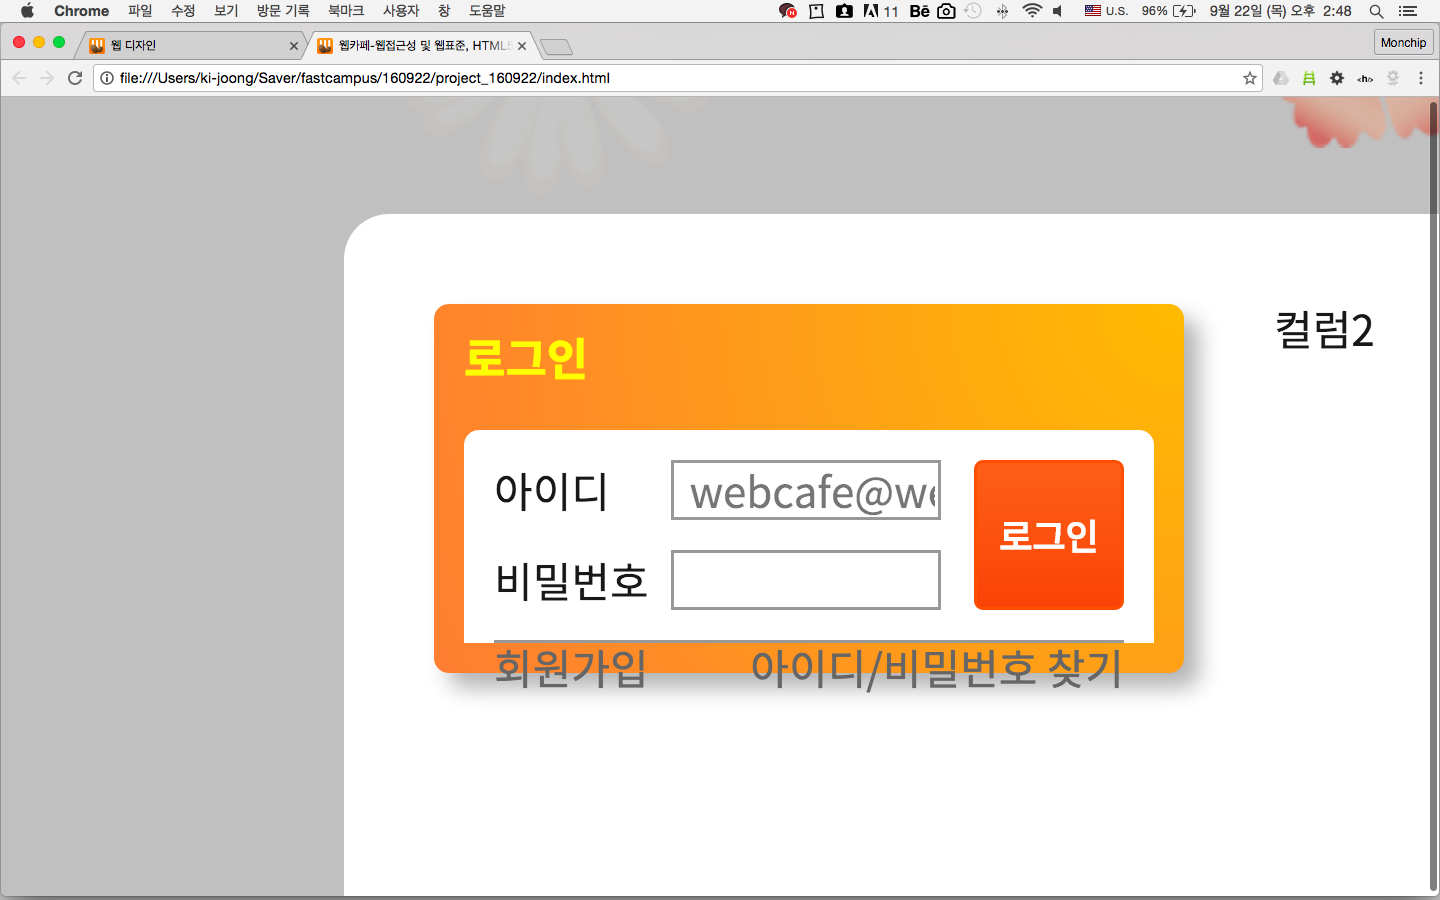 Chrome 파일 수정 보기 방문 기록 북마크 사용자 창 도움말 11 Bē U.S. 96% 9월 22일 (목) 오후 2:48
웹 디자인 웹카페-웹접근성 및 웹표준, HTML5 Monchip
file:///Users/ki-joong/Saver/fastcampus/160922/project_160922/index.html
컬럼2
로그인
아이디 webcafe@we
로그인
비밀번호
회원가입 아이디/비밀번호 찾기